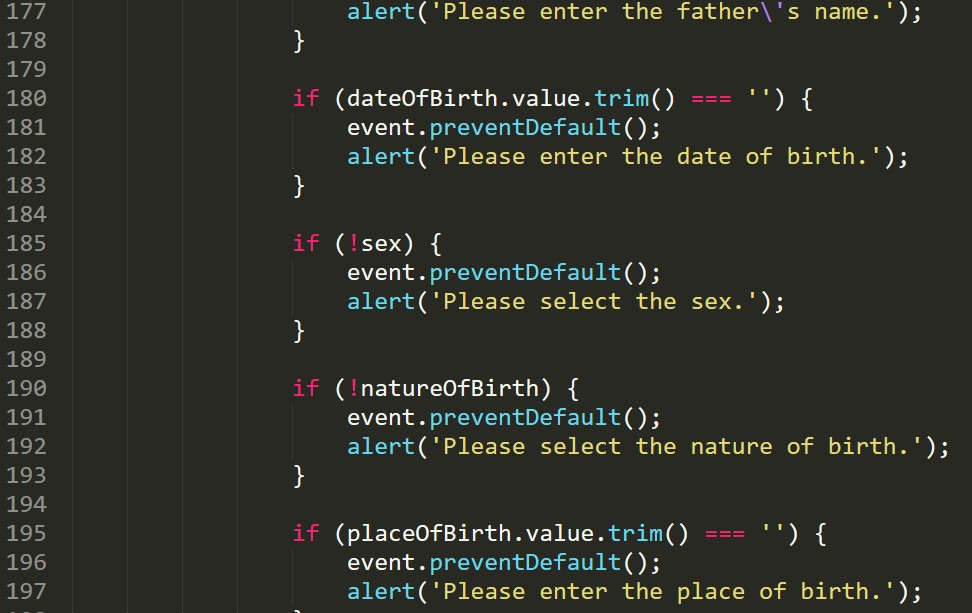 177 alert('Please enter the father\'s name.');
178 }
179
180 if (dateOfBirth.value.trim() === '') {
181 event.preventDefault();
182 alert('Please enter the date of birth.');
183 }
184
185 if (!sex) {
186 event.preventDefault();
187 alert('Please select the sex.');
188 }
189
190 if (!natureOfBirth) {
191 event.preventDefault();
192 alert('Please select the nature of birth.');
193 }
194
195 if (placeOfBirth.value.trim() === '') {
196 event.preventDefault();
197 alert('Please enter the place of birth.');